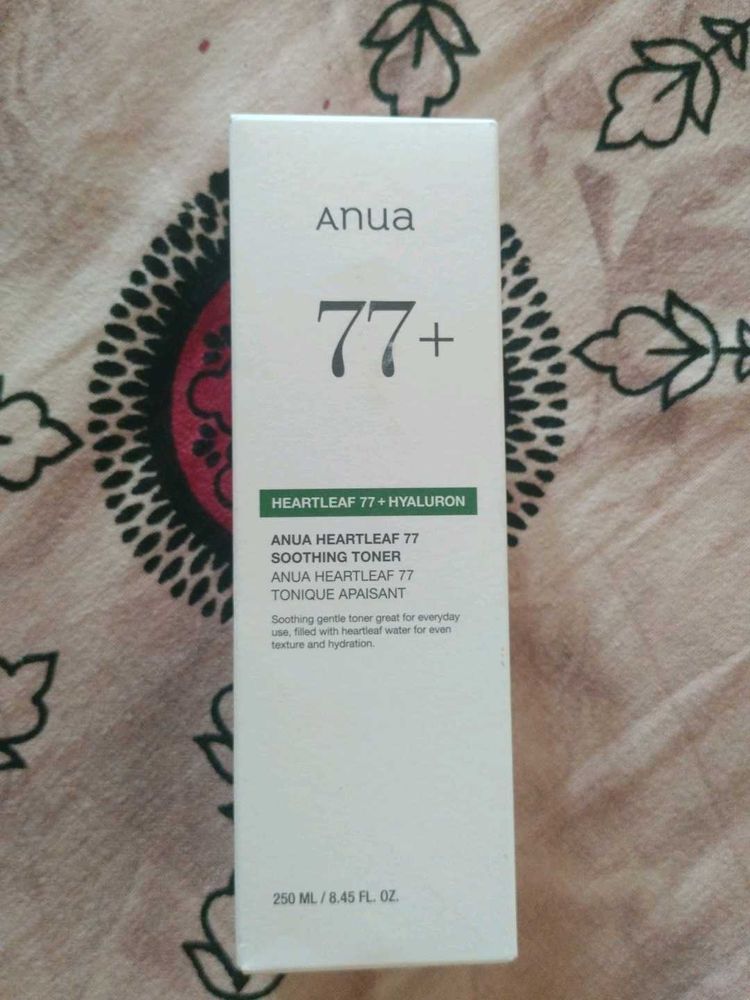 Anua
77+
HEARTLEAF 77 + HYALURON
ANUA HEARTLEAF 77
SOOTHING TONER
ANUA HEARTLEAF 77
TONIQUE APAISANT
Soothing gentle toner great for everyday
use, filled with heartleaf water for even
texture and hydration.
250 ML / 8.45 FL. OZ.